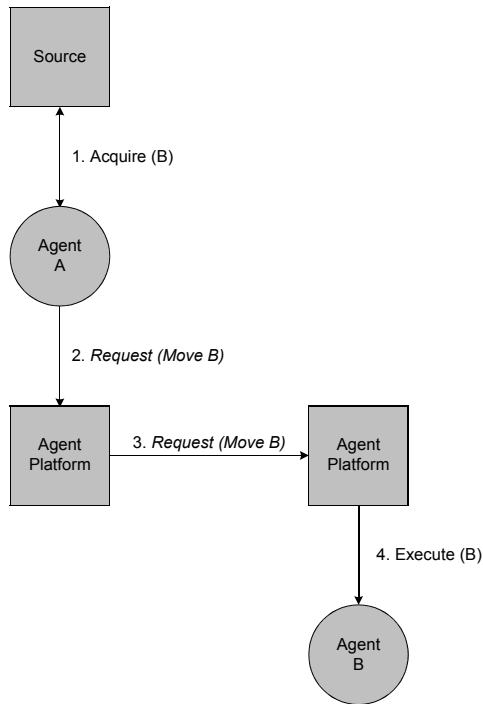 Source
1. Acquire (B)
Agent
A
2. Request (Move B)
Agent
Platform
3. Request (Move B)
Agent
Platform
4. Execute (B)
Agent
B